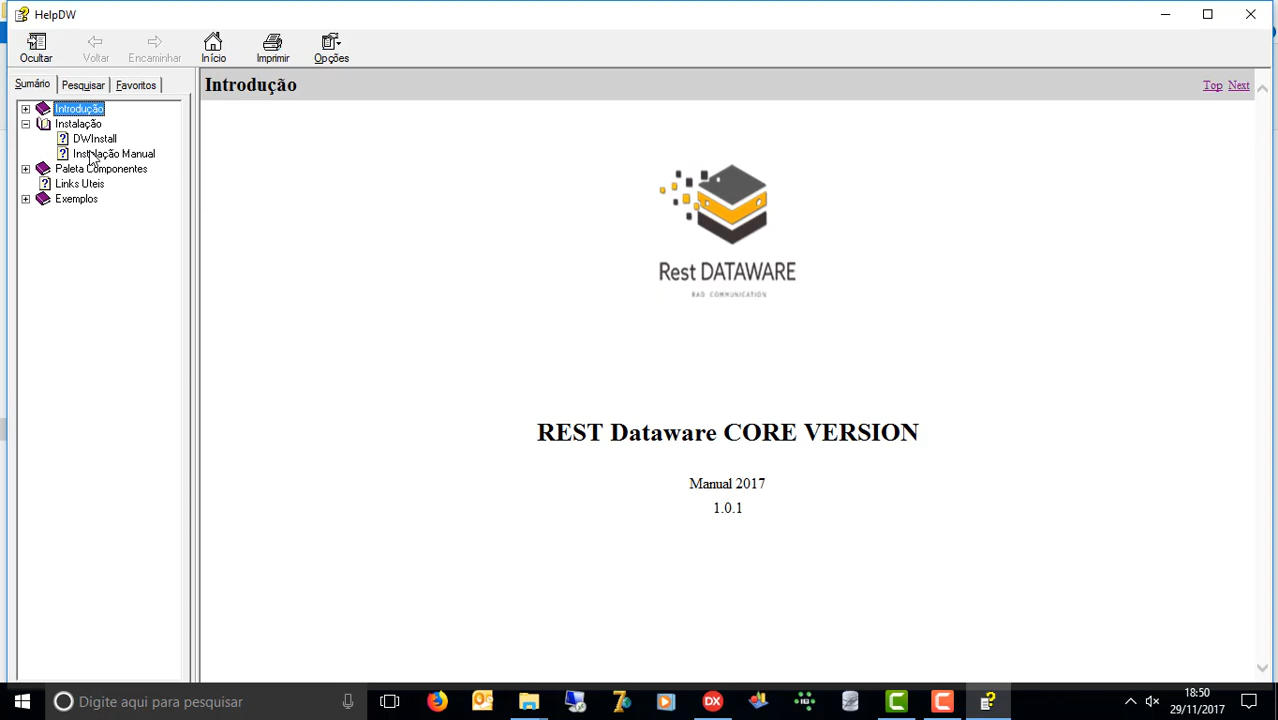 HelpDW
Ocultar
Voltar
Encaminhar
Início
Imprimir
Opções
Sumário
Pesquisar
Favoritos
Introdução
Instalação
DWInstall
Instalação Manual
Paleta Componentes
Links Uteis
Exemplos
Introdução
Top Next
Rest DATAWARE
RAD COMMUNICATION
REST Dataware CORE VERSION
Manual 2017
1.0.1
Digite aqui para pesquisar
18:50
29/11/2017